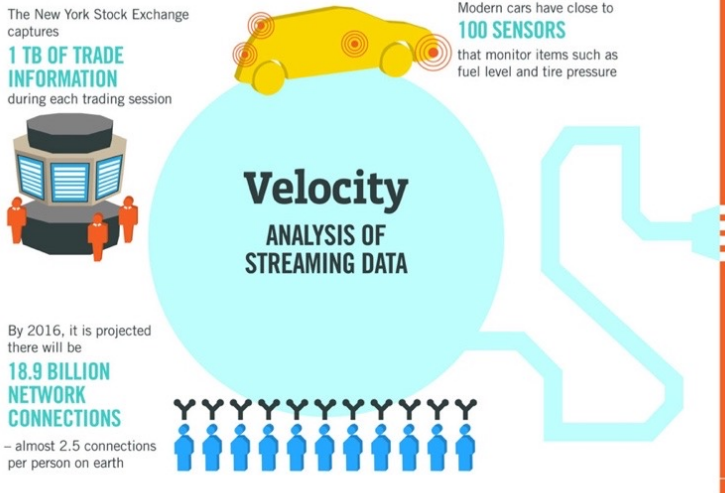 The New York Stock Exchange
captures
1 TB OF TRADE
INFORMATION
during each trading session
Modern cars have close to
100 SENSORS
that monitor items such as
fuel level and tire pressure
Velocity
ANALYSIS OF
STREAMING DATA
By 2016, it is projected
there will be
18.9 BILLION
NETWORK
CONNECTIONS
– almost 2.5 connections
per person on earth